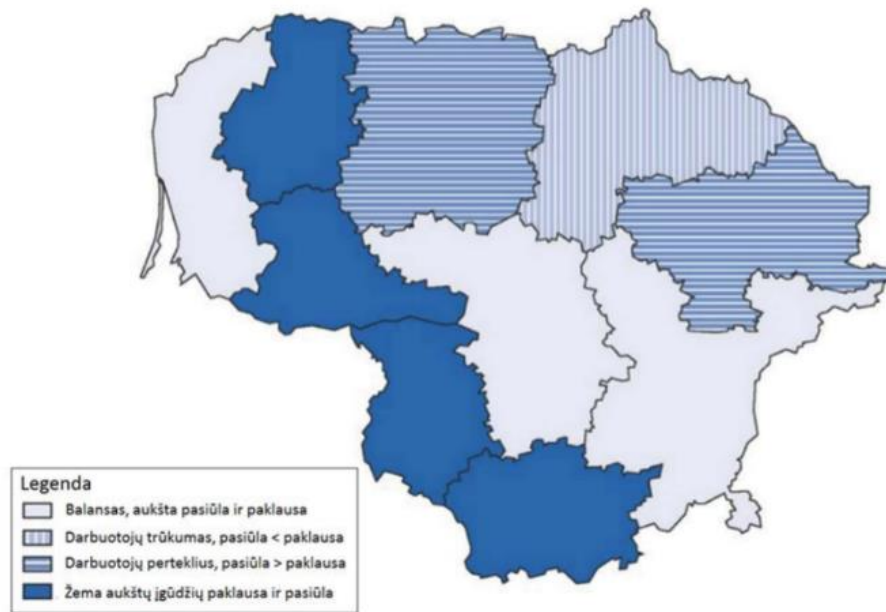 Legenda
Balansas, aukšta pasiūla ir paklausa
Darbuotojų trūkumas, pasiūla < paklausa
Darbuotojų perteklius, pasiūla > paklausa
Žema aukštų įgūdžių paklausa ir pasiūla